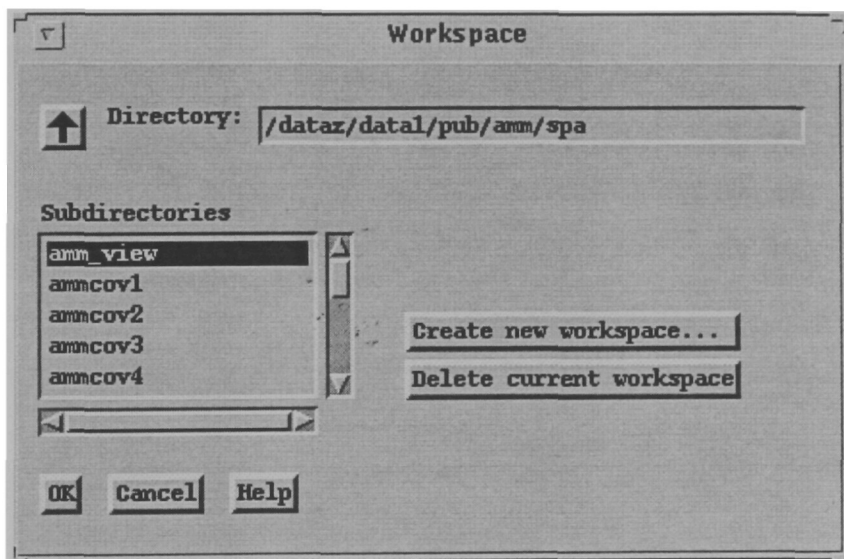 Workspace
Directory: /dataz/data1/pub/amm/spa
Subdirectories
amm_view
ammcov1
ammcov2
ammcov3
ammcov4
Create new workspace...
Delete current workspace
OK Cancel Help